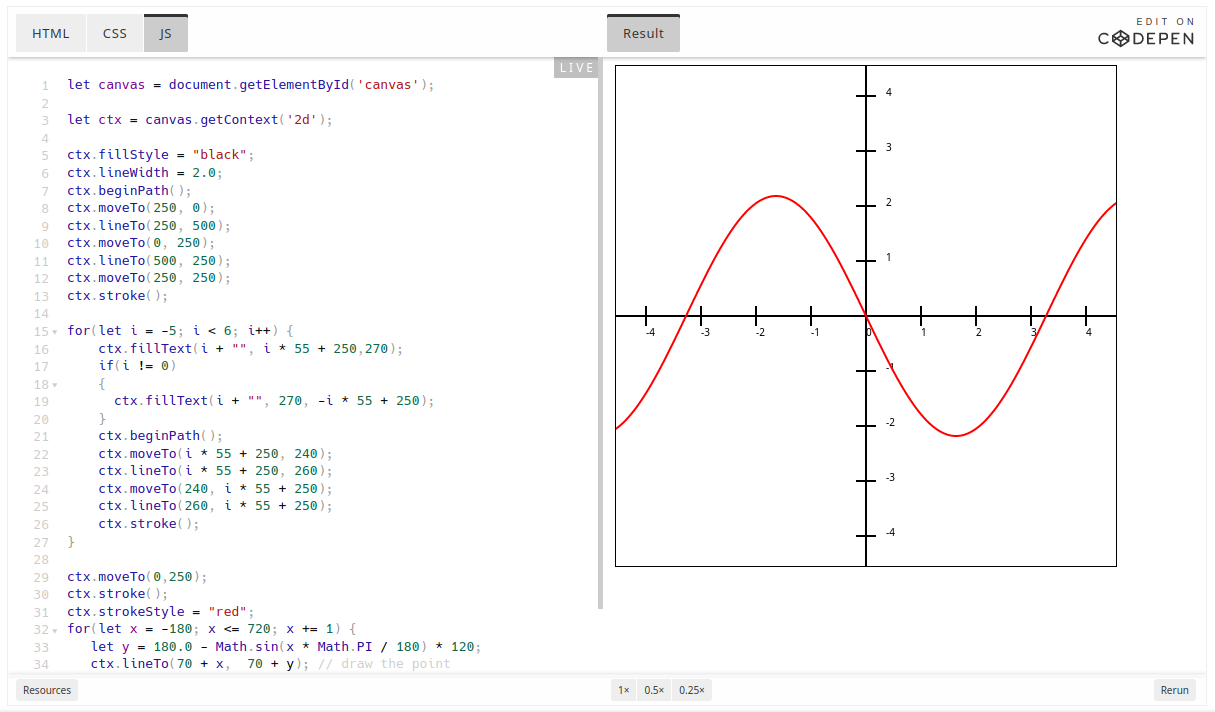 HTML CSS JS Result EDIT ON
CODEPEN
LIVE
1 let canvas = document.getElementById('canvas');
2
3 let ctx = canvas.getContext('2d');
4
5 ctx.fillStyle = "black";
6 ctx.lineWidth = 2.0;
7 ctx.beginPath();
8 ctx.moveTo(250, 0);
9 ctx.lineTo(250, 500);
10 ctx.moveTo(0, 250);
11 ctx.lineTo(500, 250);
12 ctx.moveTo(250, 250);
13 ctx.stroke();
14
15 for(let i = -5; i < 6; i++) {
16 ctx.fillText(i + "", i * 55 + 250,270);
17 if(i != 0)
18 {
19 ctx.fillText(i + "", 270, -i * 55 + 250);
20 }
21 ctx.beginPath();
22 ctx.moveTo(i * 55 + 250, 240);
23 ctx.lineTo(i * 55 + 250, 260);
24 ctx.moveTo(240, i * 55 + 250);
25 ctx.lineTo(260, i * 55 + 250);
26 ctx.stroke();
27 }
28
29 ctx.moveTo(0,250);
30 ctx.stroke();
31 ctx.strokeStyle = "red";
32 for(let x = -180; x <= 720; x += 1) {
33 let y = 180.0 - Math.sin(x * Math.PI / 180) * 120;
34 ctx.lineTo(70 + x, 70 + y); // draw the point
4
3
2
1
-4 -3 -2 -1 0 1 2 3 4
-1
-2
-3
-4
Resources 1× 0.5× 0.25× Rerun